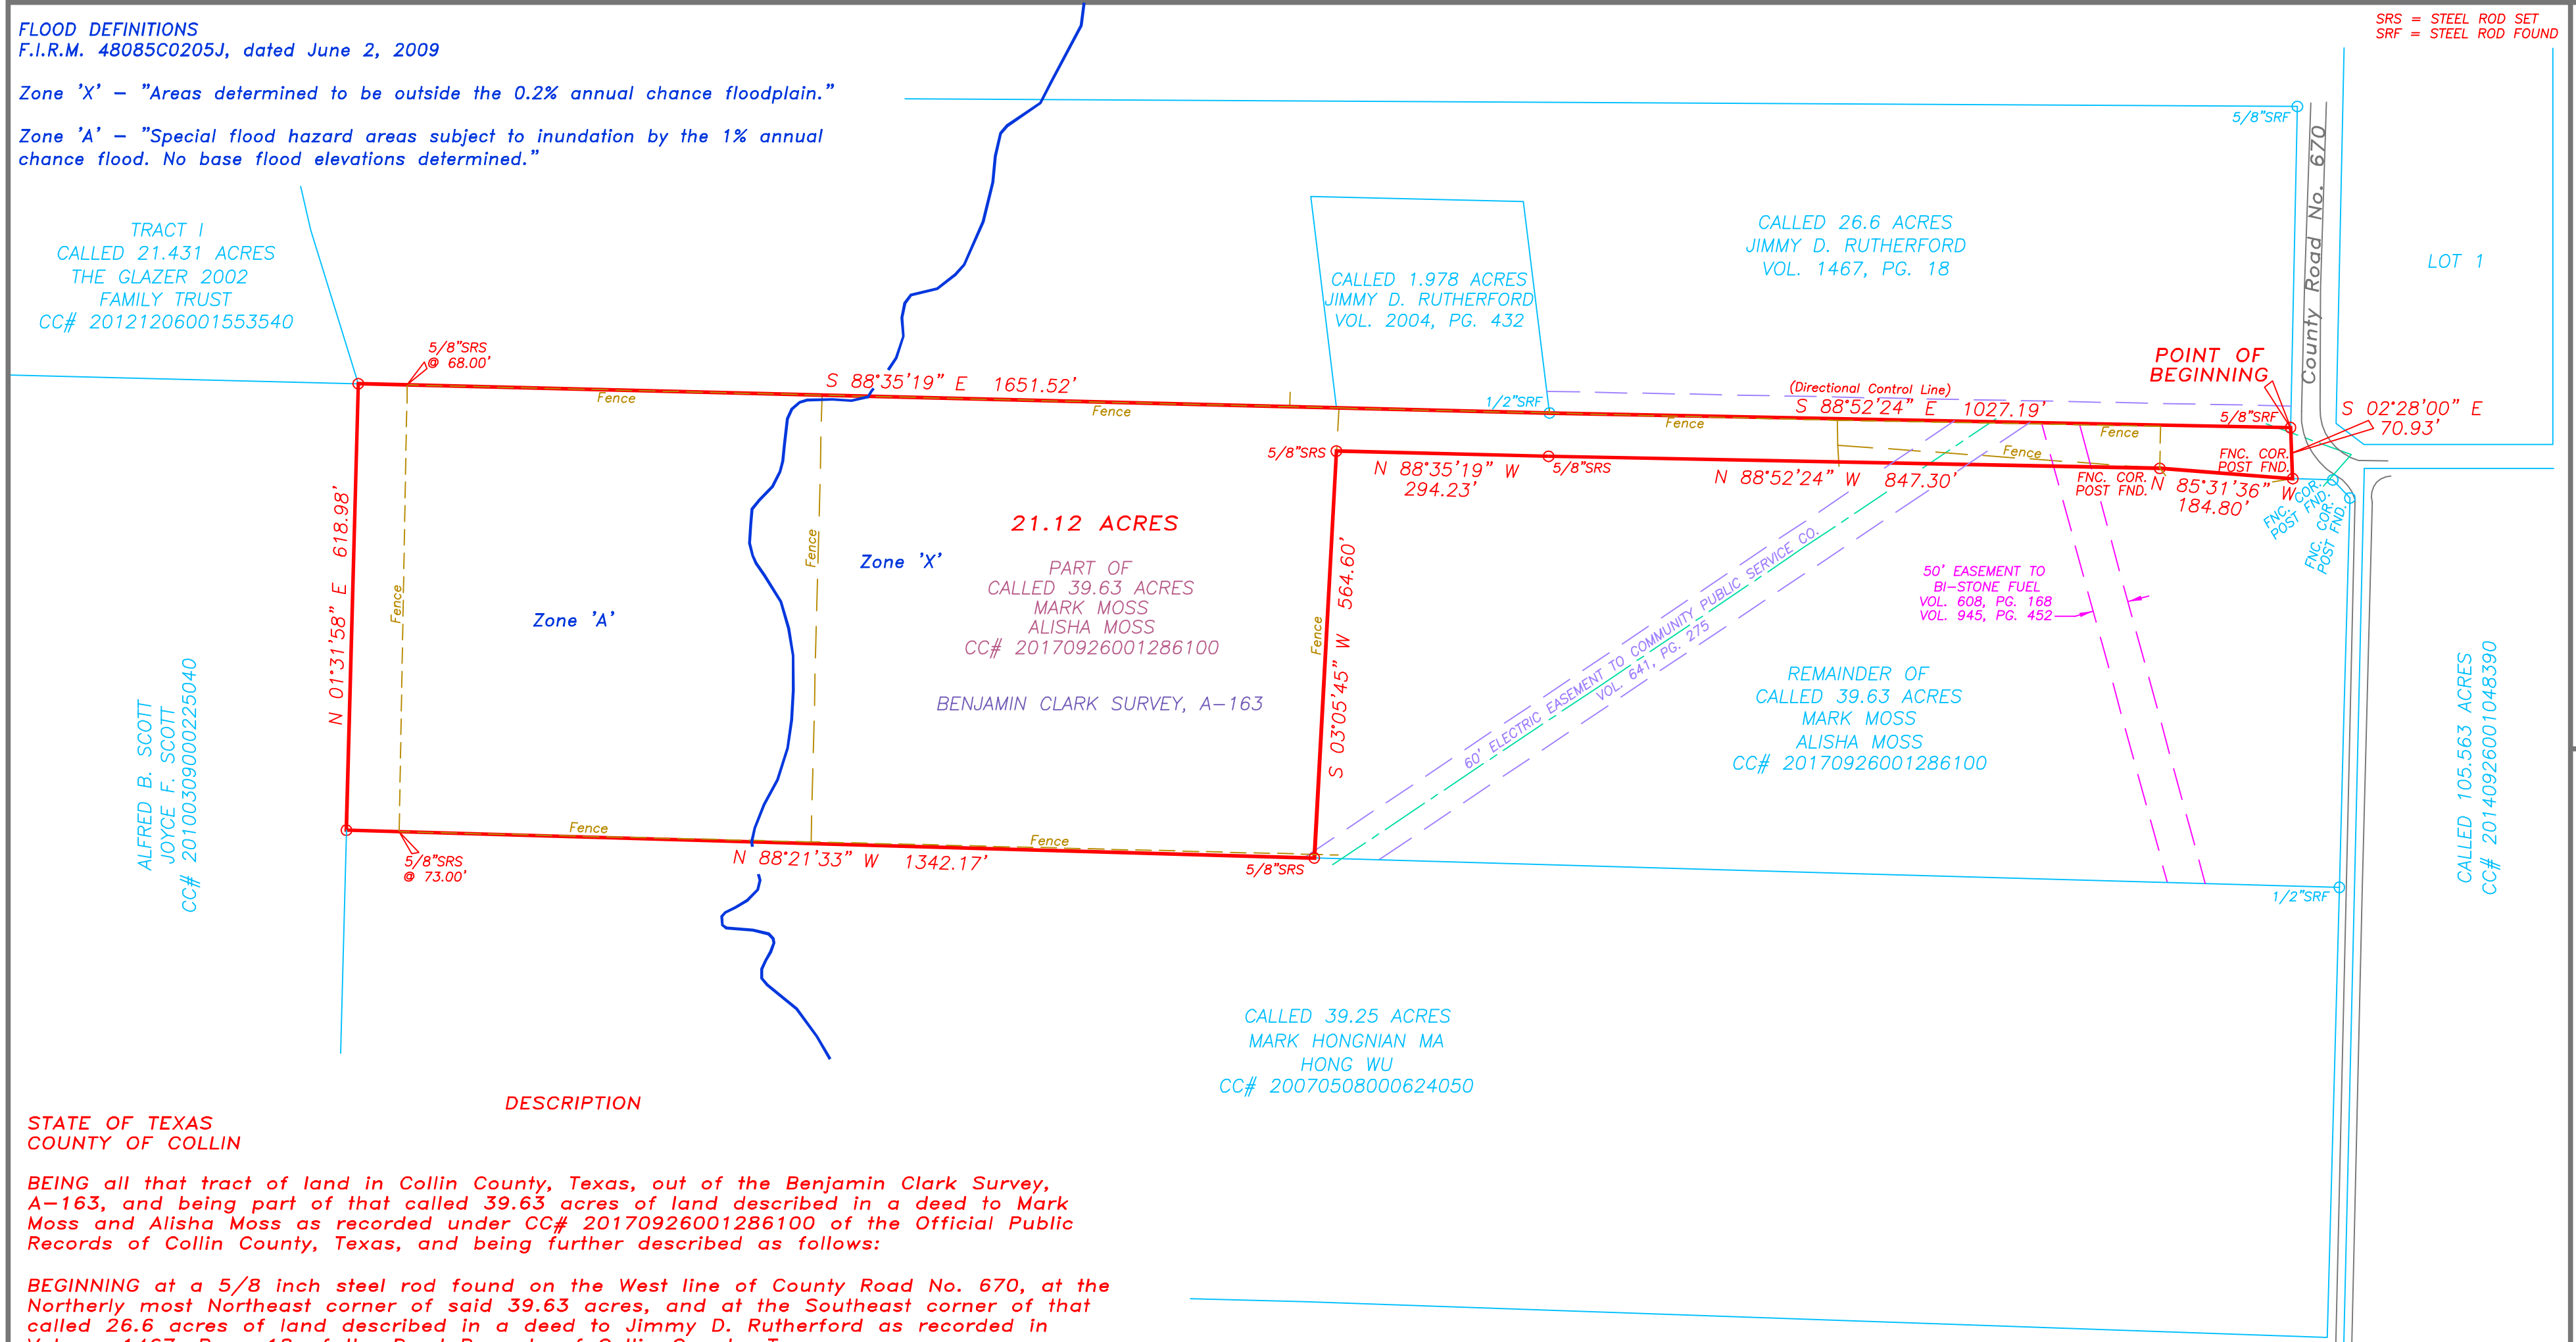 FLOOD DEFINITIONS
F.I.R.M. 48085C0205J, dated June 2, 2009
Zone 'X' – "Areas determined to be outside the 0.2% annual chance floodplain."
Zone 'A' – "Special flood hazard areas subject to inundation by the 1% annual
chance flood. No base flood elevations determined."
SRS = STEEL ROD SET
SRF = STEEL ROD FOUND
TRACT I
CALLED 21.431 ACRES
THE GLAZER 2002
FAMILY TRUST
CC# 20121206001553540
5/8"SRS
@ 68.00'
CALLED 1.978 ACRES
JIMMY D. RUTHERFORD
VOL. 2004, PG. 432
CALLED 26.6 ACRES
JIMMY D. RUTHERFORD
VOL. 1467, PG. 18
5/8"SRF
County Road No. 670
LOT 1
POINT OF
BEGINNING
S 88°35'19" E 1651.52'
Fence
Fence
1/2"SRF
(Directional Control Line)
S 88°52'24" E 1027.19'
Fence
Fence
Fence
5/8"SRF
S 02°28'00" E
70.93'
5/8"SRS
N 88°35'19" W
294.23'
5/8"SRS
N 88°52'24" W 847.30'
FNC. COR.
POST FND.
FNC. COR.
POST FND.
N 85°31'36" W
184.80'
FNC. COR.
POST FND.
FNC. COR.
POST FND.
N 01°31'58" E 618.98'
Fence
Zone 'A'
Fence
Zone 'X'
21.12 ACRES
PART OF
CALLED 39.63 ACRES
MARK MOSS
ALISHA MOSS
CC# 20170926001286100
BENJAMIN CLARK SURVEY, A–163
Fence
S 03°05'45" W 564.60'
60' ELECTRIC EASEMENT TO COMMUNITY PUBLIC SERVICE CO.
VOL. 641, PG. 275
50' EASEMENT TO
BI–STONE FUEL
VOL. 608, PG. 168
VOL. 945, PG. 452
REMAINDER OF
CALLED 39.63 ACRES
MARK MOSS
ALISHA MOSS
CC# 20170926001286100
CALLED 105.563 ACRES
CC# 20140926001048390
ALFRED B. SCOTT
JOYCE F. SCOTT
CC# 20100309000225040
5/8"SRS
@ 73.00'
Fence
Fence
N 88°21'33" W 1342.17'
5/8"SRS
1/2"SRF
CALLED 39.25 ACRES
MARK HONGNIAN MA
HONG WU
CC# 20070508000624050
DESCRIPTION
STATE OF TEXAS
COUNTY OF COLLIN
BEING all that tract of land in Collin County, Texas, out of the Benjamin Clark Survey,
A–163, and being part of that called 39.63 acres of land described in a deed to Mark
Moss and Alisha Moss as recorded under CC# 20170926001286100 of the Official Public
Records of Collin County, Texas, and being further described as follows:
BEGINNING at a 5/8 inch steel rod found on the West line of County Road No. 670, at the
Northerly most Northeast corner of said 39.63 acres, and at the Southeast corner of that
called 26.6 acres of land described in a deed to Jimmy D. Rutherford as recorded in